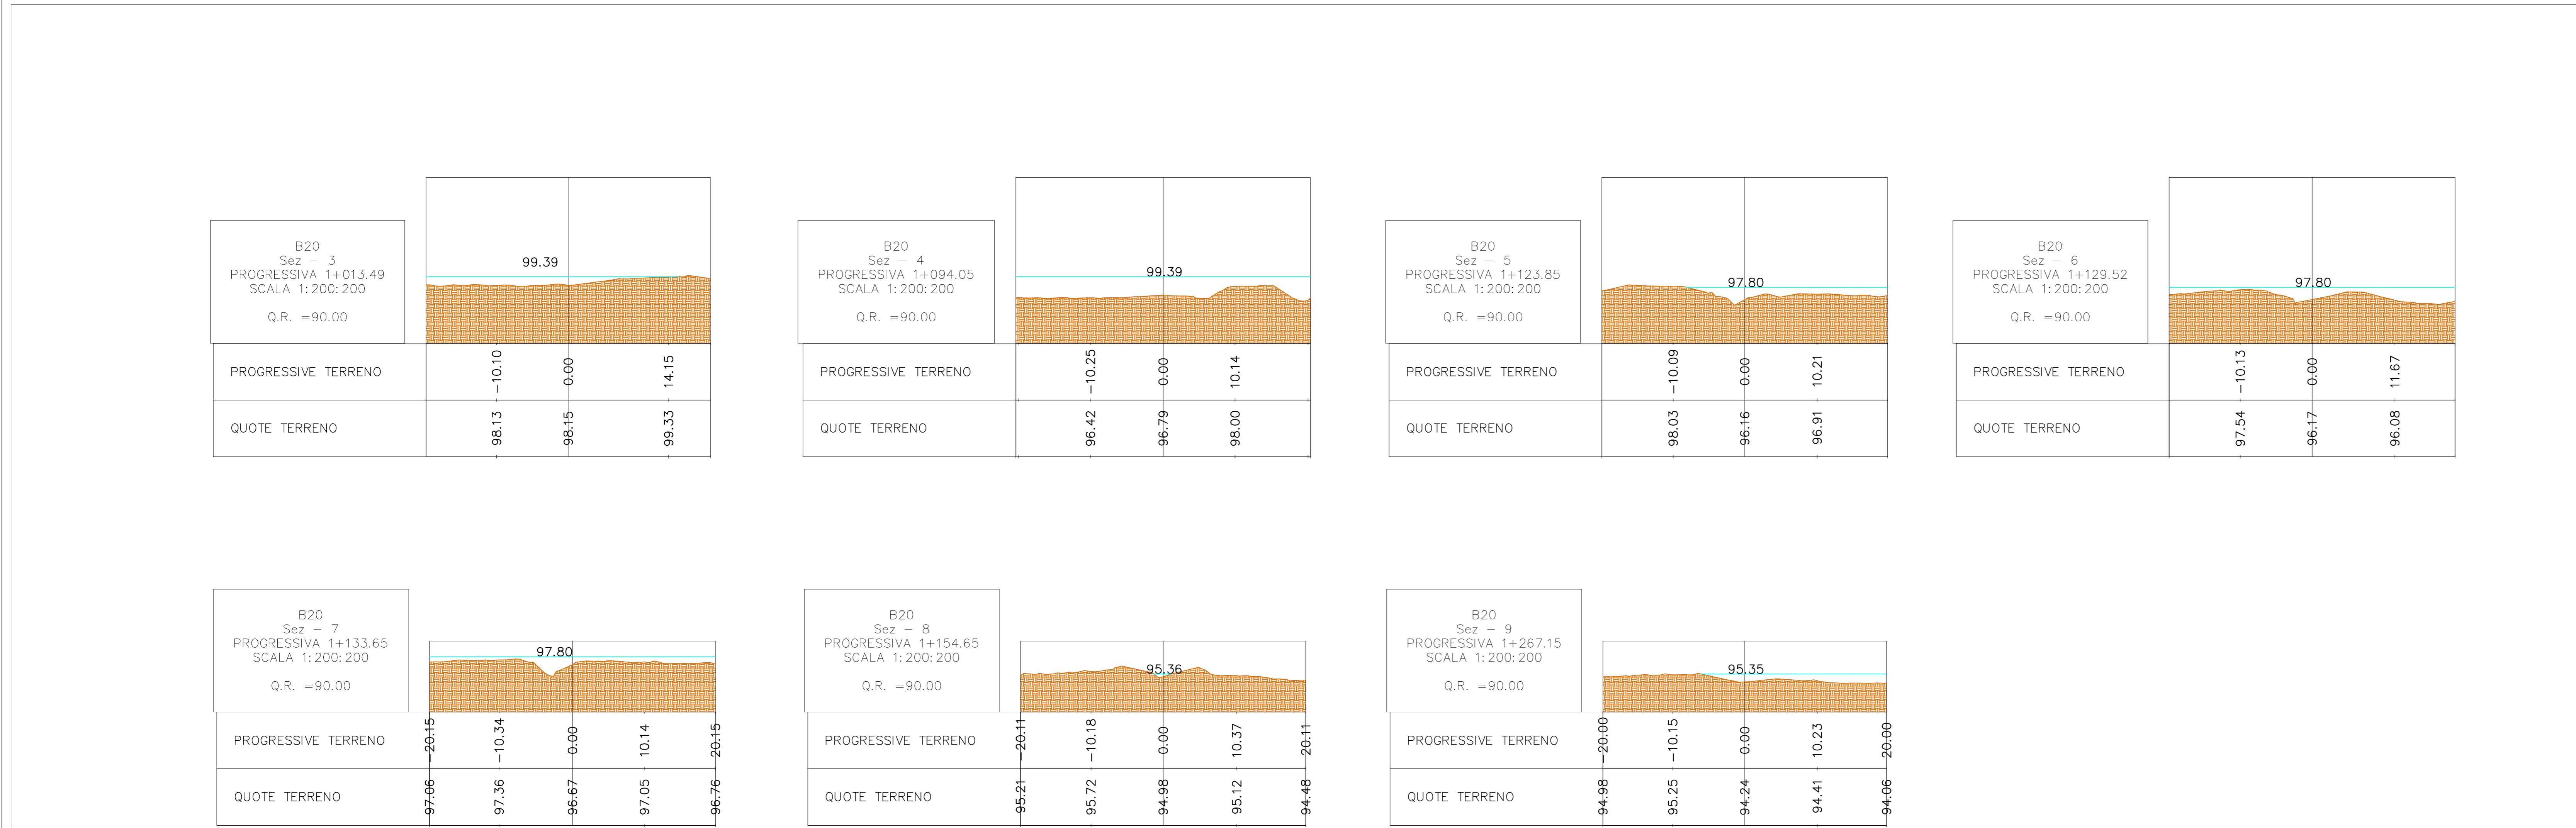 B20
Sez - 3
PROGRESSIVA 1+013.49
SCALA 1:200:200
Q.R. =90.00
99.39
PROGRESSIVE TERRENO
-10.10 0.00 14.15
QUOTE TERRENO
98.13 98.15 99.33
B20
Sez - 4
PROGRESSIVA 1+094.05
SCALA 1:200:200
Q.R. =90.00
99.39
PROGRESSIVE TERRENO
-10.25 0.00 10.14
QUOTE TERRENO
96.42 96.79 98.00
B20
Sez - 5
PROGRESSIVA 1+123.85
SCALA 1:200:200
Q.R. =90.00
97.80
PROGRESSIVE TERRENO
-10.09 0.00 10.21
QUOTE TERRENO
98.03 96.16 96.91
B20
Sez - 6
PROGRESSIVA 1+129.52
SCALA 1:200:200
Q.R. =90.00
97.80
PROGRESSIVE TERRENO
-10.13 0.00 11.67
QUOTE TERRENO
97.54 96.17 96.08
B20
Sez - 7
PROGRESSIVA 1+133.65
SCALA 1:200:200
Q.R. =90.00
97.80
PROGRESSIVE TERRENO
-20.15 -10.34 0.00 10.14 20.15
QUOTE TERRENO
97.06 97.36 96.67 97.05 96.76
B20
Sez - 8
PROGRESSIVA 1+154.65
SCALA 1:200:200
Q.R. =90.00
95.36
PROGRESSIVE TERRENO
-20.11 -10.18 0.00 10.37 20.11
QUOTE TERRENO
95.21 95.72 94.98 95.12 94.48
B20
Sez - 9
PROGRESSIVA 1+267.15
SCALA 1:200:200
Q.R. =90.00
95.35
PROGRESSIVE TERRENO
-20.00 -10.15 0.00 10.23 20.00
QUOTE TERRENO
94.98 95.25 94.24 94.41 94.06